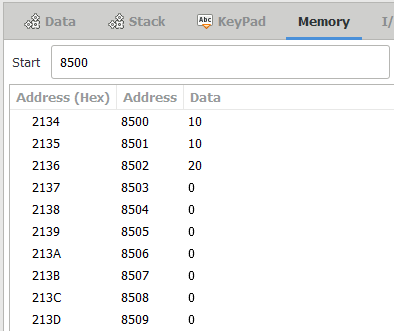 Data Stack Abc KeyPad Memory I/
Start 8500
Address (Hex) Address Data
2134 8500 10
2135 8501 10
2136 8502 20
2137 8503 0
2138 8504 0
2139 8505 0
213A 8506 0
213B 8507 0
213C 8508 0
213D 8509 0